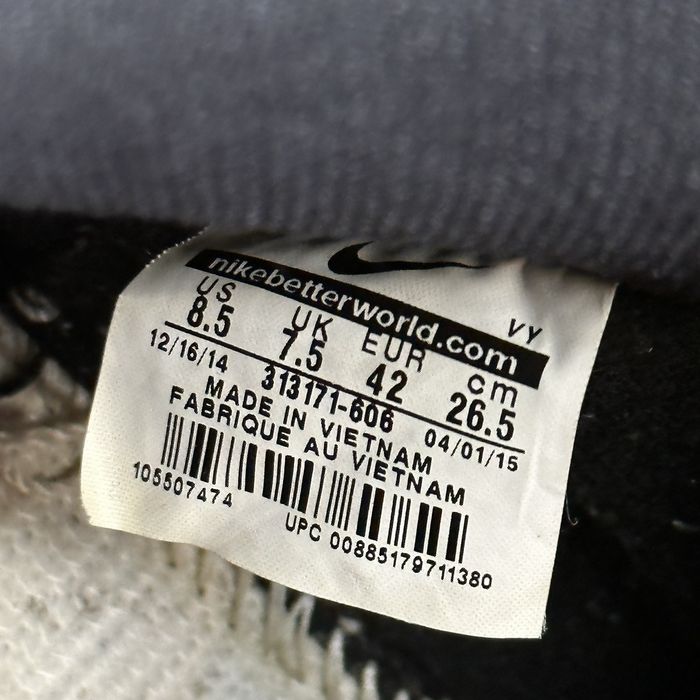 nikebetterworld.com VY
US UK EUR cm
8.5 7.5 42 26.5
12/16/14 313171-606 04/01/15
MADE IN VIETNAM
FABRIQUE AU VIETNAM
105507474
UPC 00885179711380